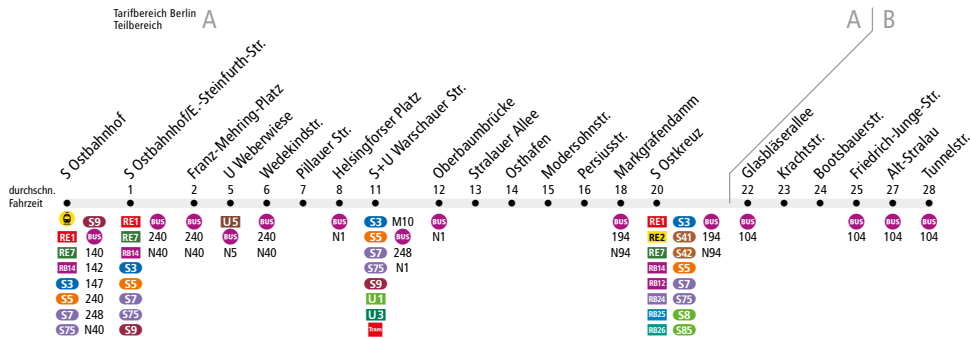 Tarifbereich Berlin
Teilbereich A
A B
S Ostbahnhof
S Ostbahnhof/E.-Steinfurth-Str.
Franz-Mehring-Platz
U Weberwiese
Wedekindstr.
Pillauer Str.
Helsingforser Platz
S+U Warschauer Str.
Oberbaumbrücke
Stralauer Allee
Osthafen
Modersohnstr.
Persiusstr.
Markgrafendamm
S Ostkreuz
Glasbläserallee
Krachtstr.
Bootsbauerstr.
Friedrich-Junge-Str.
Alt-Stralau
Tunnelstr.
durchschn. 1 2 5 6 7 8 11 12 13 14 15 16 18 20 22 23 24 25 27 28
Fahrzeit
S9 RE1 BUS BUS U5 BUS BUS S3 M10 BUS BUS RE1 S3 BUS BUS BUS BUS BUS
RE1 BUS RE7 240 240 BUS 240 N1 S5 BUS N1 194 RE2 S41 194 104 104 104 104
RE7 140 RB14 N40 N40 N5 N40 S7 248 N94 RE7 S42 N94
RB14 142 S3 S75 N1 RB14 S5
S3 147 S5 S9 RB12 S7
S5 240 S7 U1 RB24 S75
S7 248 S75 U3 RB25 S8
S75 N40 S9 Tram RB26 S85